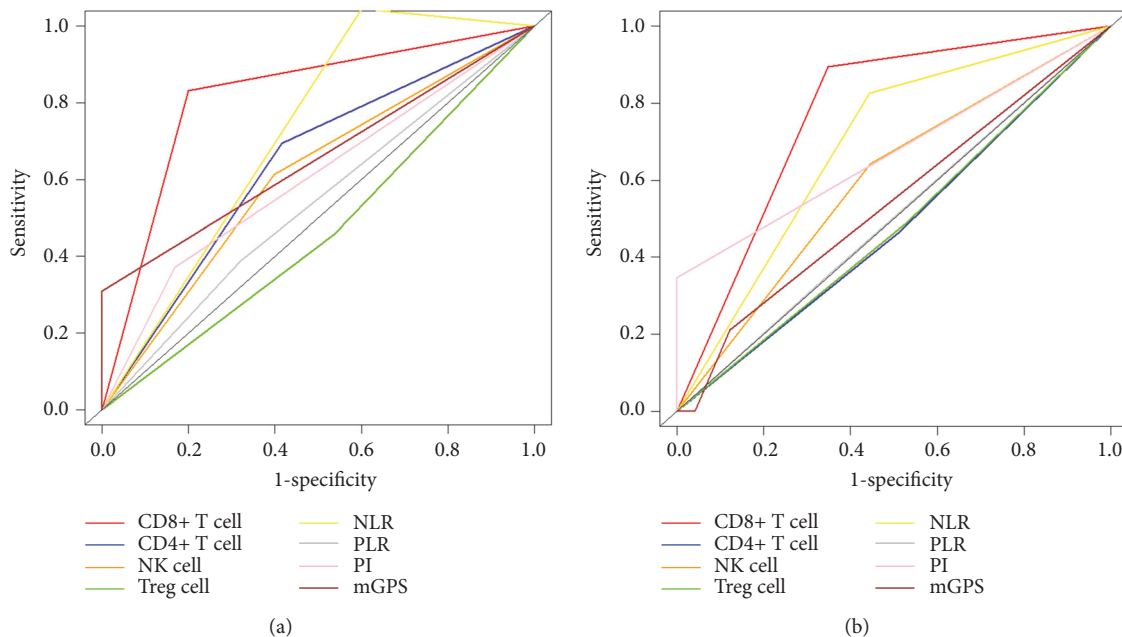 1.0
0.8
0.6
0.4
0.2
0.0
Sensitivity
0.0 0.2 0.4 0.6 0.8 1.0
1-specificity
CD8+ T cell
CD4+ T cell
NK cell
Treg cell
NLR
PLR
PI
mGPS
(a)
1.0
0.8
0.6
0.4
0.2
0.0
Sensitivity
0.0 0.2 0.4 0.6 0.8 1.0
1-specificity
CD8+ T cell
CD4+ T cell
NK cell
Treg cell
NLR
PLR
PI
mGPS
(b)